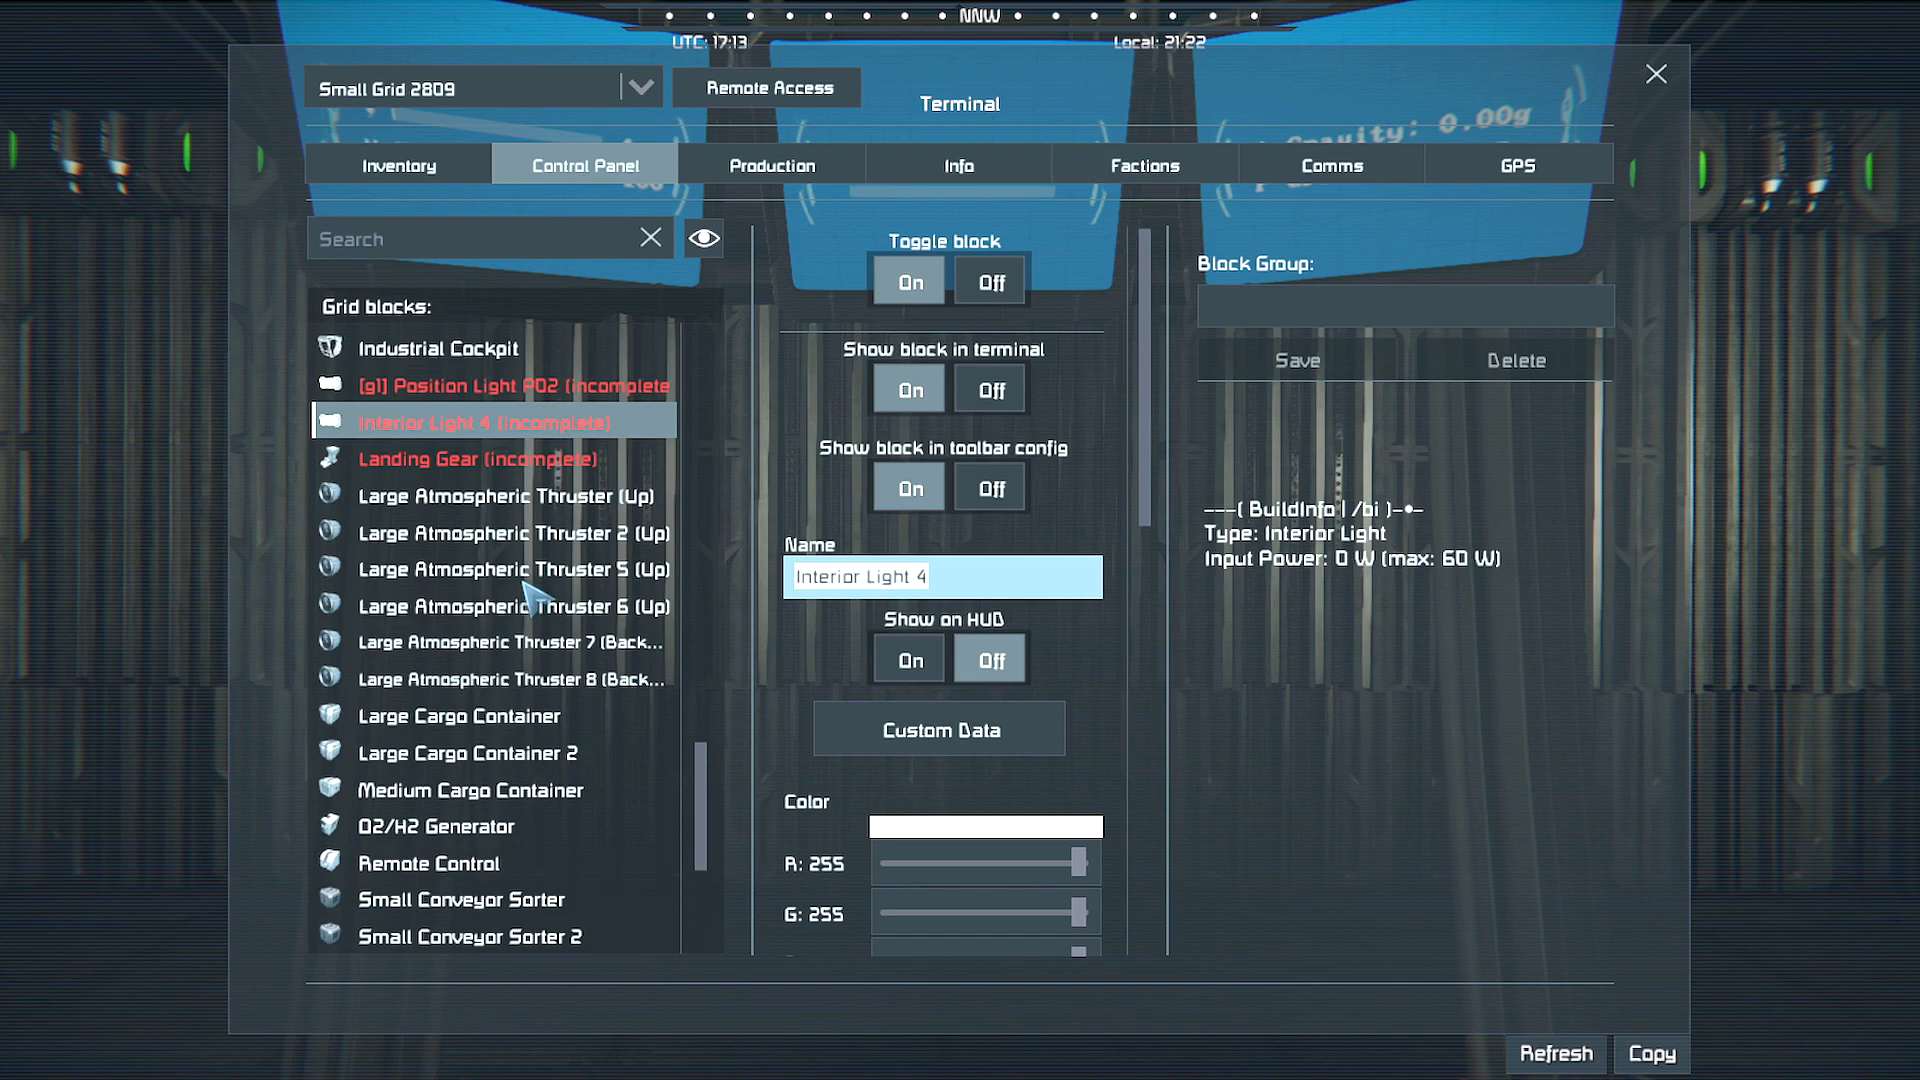 NNW
UTC: 17:13
Local: 21:22
Small Grid 2809
Remote Access
Terminal
Gravity: 0.00g
Inventory
Control Panel
Production
Info
Factions
Comms
GPS
Search
Grid blocks:
Industrial Cockpit
[g1] Position Light P02 (incomplete
Interior Light 4 (incomplete)
Landing Gear (incomplete)
Large Atmospheric Thruster (Up)
Large Atmospheric Thruster 2 (Up)
Large Atmospheric Thruster 5 (Up)
Large Atmospheric Thruster 6 (Up)
Large Atmospheric Thruster 7 (Back...
Large Atmospheric Thruster 8 (Back...
Large Cargo Container
Large Cargo Container 2
Medium Cargo Container
O2/H2 Generator
Remote Control
Small Conveyor Sorter
Small Conveyor Sorter 2
Toggle block
On Off
Show block in terminal
On Off
Show block in toolbar config
On Off
Name
Interior Light 4
Show on HUD
On Off
Custom Data
Color
R: 255
G: 255
Block Group:
Save
Delete
---( BuildInfo | /bi )-•-
Type: Interior Light
Input Power: 0 W (max: 60 W)
Refresh
Copy